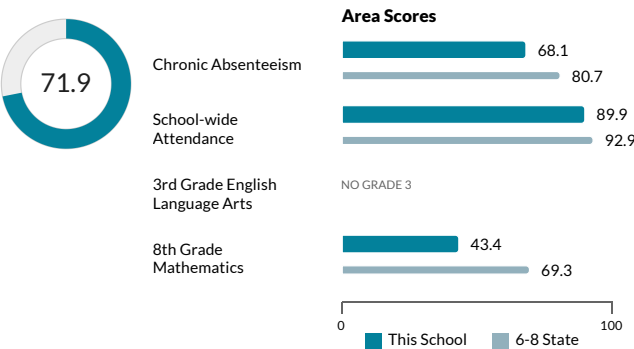 Area Scores
71.9
Chronic Absenteeism
68.1
80.7
School-wide
Attendance
89.9
92.9
3rd Grade English
Language Arts
NO GRADE 3
8th Grade
Mathematics
43.4
69.3
0
100
This School
6-8 State